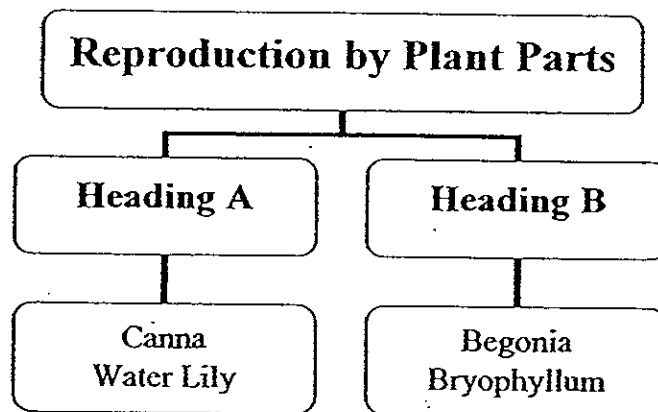 Reproduction by Plant Parts
Heading A
Heading B
Canna
Water Lily
Begonia
Bryophyllum